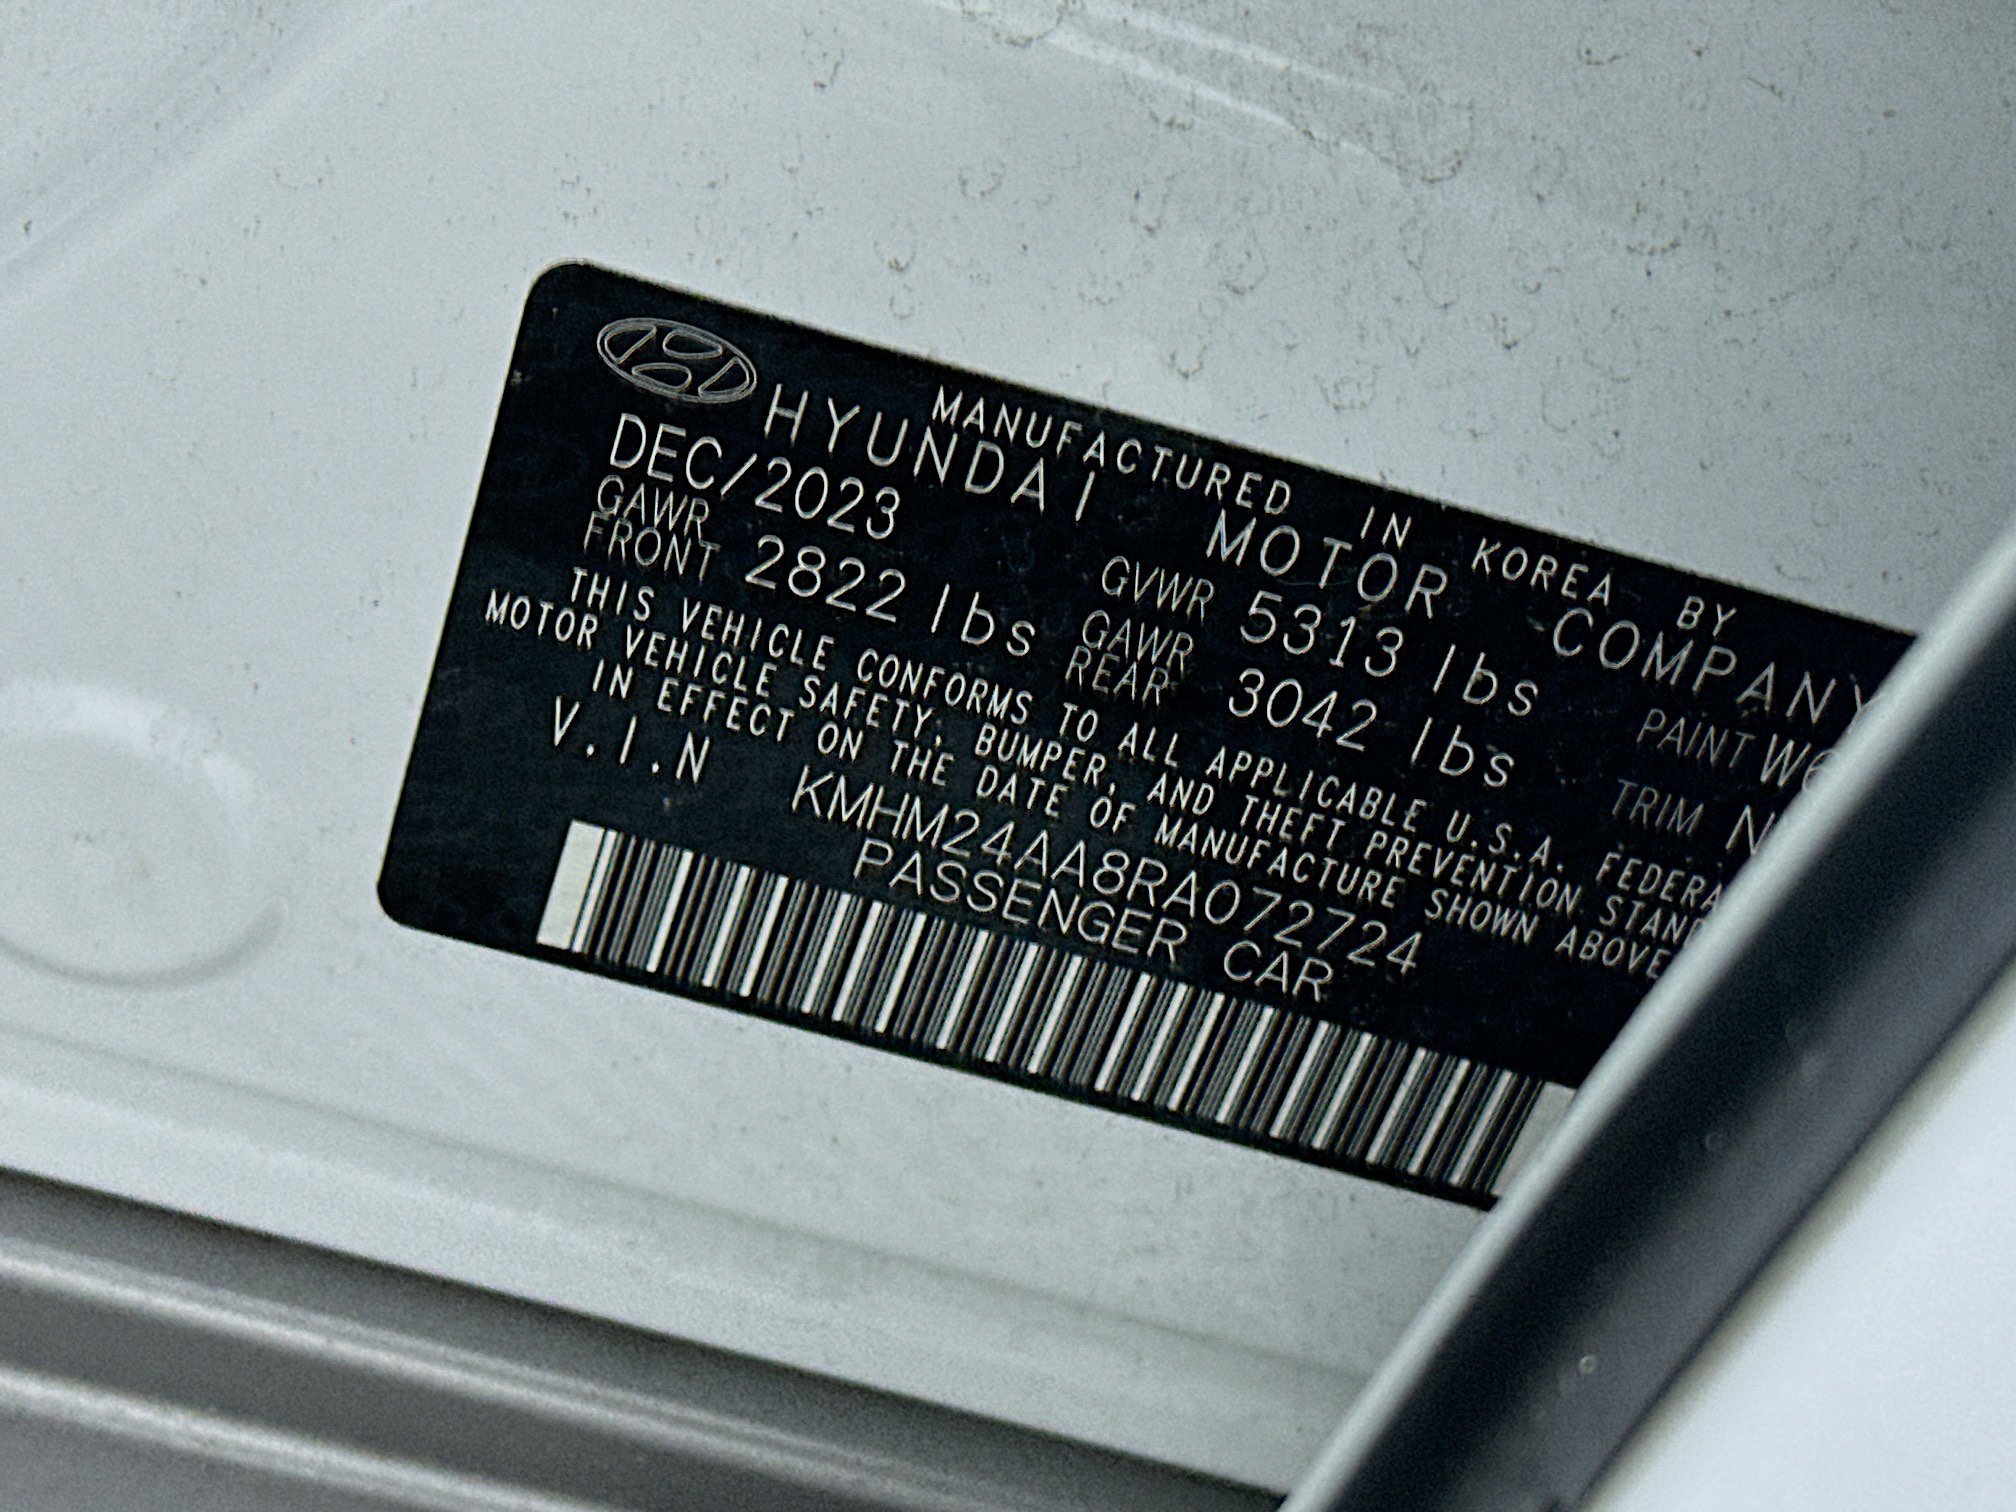 MANUFACTURED IN KOREA BY
HYUNDAI MOTOR COMPANY
DEC/2023 GVWR 5313 lbs PAINT
GAWR FRONT 2822 lbs GAWR REAR 3042 lbs TRIM
THIS VEHICLE CONFORMS TO ALL APPLICABLE U.S.A. FEDERA
MOTOR VEHICLE SAFETY, BUMPER, AND THEFT PREVENTION STAND
IN EFFECT ON THE DATE OF MANUFACTURE SHOWN ABOVE
V.I.N KMHM24AA8RA072724
PASSENGER CAR